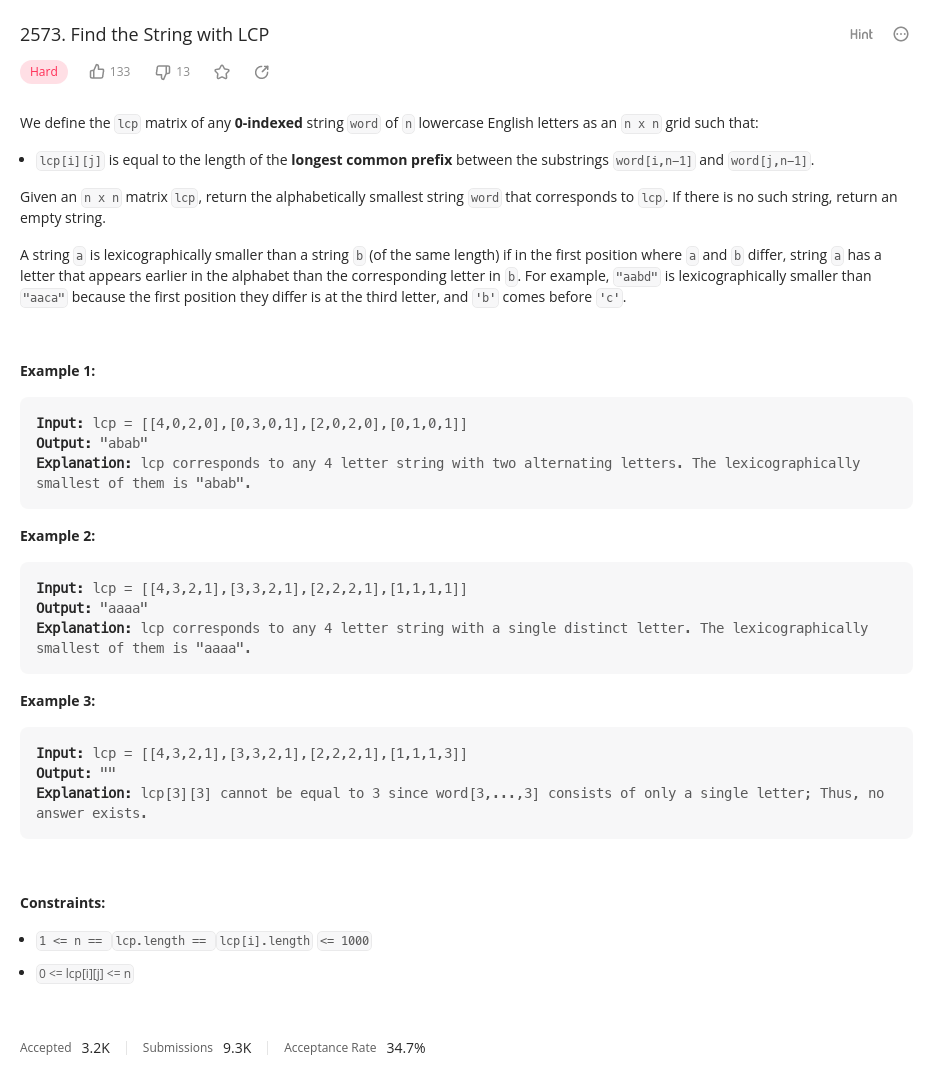 2573. Find the String with LCP
Hint
Hard 133 13
We define the lcp matrix of any 0-indexed string word of n lowercase English letters as an n x n grid such that:
• lcp[i][j] is equal to the length of the longest common prefix between the substrings word[i,n-1] and word[j,n-1].
Given an n x n matrix lcp, return the alphabetically smallest string word that corresponds to lcp. If there is no such string, return an
empty string.
A string a is lexicographically smaller than a string b (of the same length) if in the first position where a and b differ, string a has a
letter that appears earlier in the alphabet than the corresponding letter in b. For example, "aabd" is lexicographically smaller than
"aaca" because the first position they differ is at the third letter, and 'b' comes before 'c'.
Example 1:
Input: lcp = [[4,0,2,0],[0,3,0,1],[2,0,2,0],[0,1,0,1]]
Output: "abab"
Explanation: lcp corresponds to any 4 letter string with two alternating letters. The lexicographically
smallest of them is "abab".
Example 2:
Input: lcp = [[4,3,2,1],[3,3,2,1],[2,2,2,1],[1,1,1,1]]
Output: "aaaa"
Explanation: lcp corresponds to any 4 letter string with a single distinct letter. The lexicographically
smallest of them is "aaaa".
Example 3:
Input: lcp = [[4,3,2,1],[3,3,2,1],[2,2,2,1],[1,1,1,3]]
Output: ""
Explanation: lcp[3][3] cannot be equal to 3 since word[3,...,3] consists of only a single letter; Thus, no
answer exists.
Constraints:
• 1 <= n == lcp.length == lcp[i].length <= 1000
• 0 <= lcp[i][j] <= n
Accepted 3.2K Submissions 9.3K Acceptance Rate 34.7%